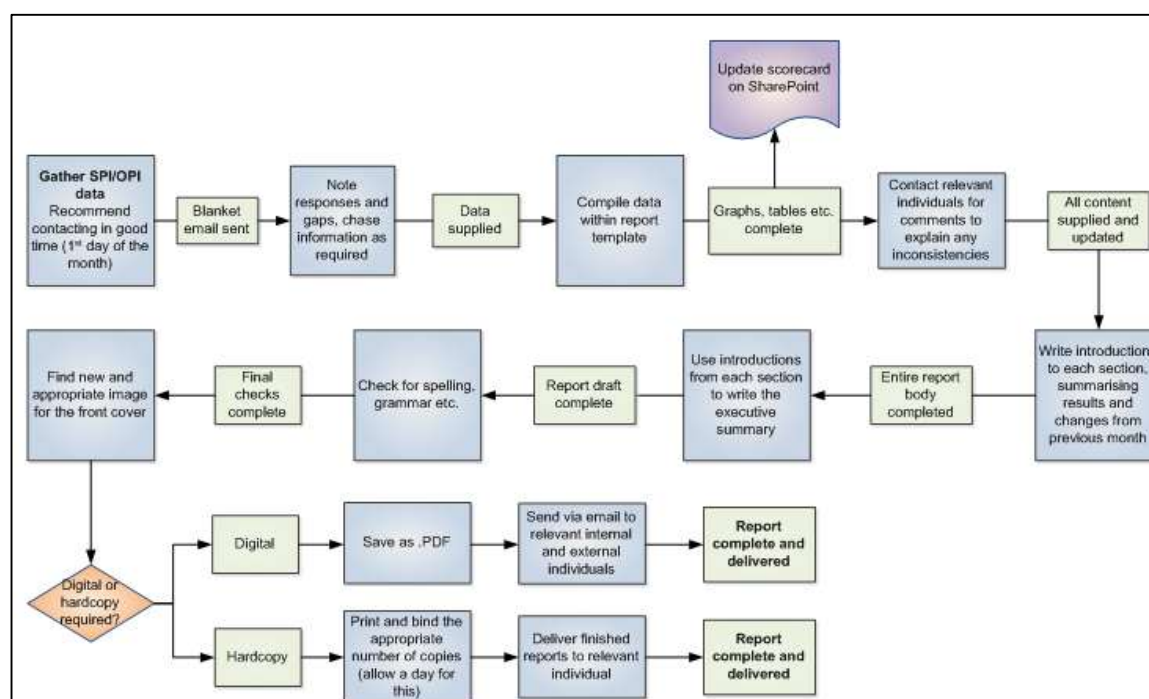 Update scorecard
on SharePoint
Gather SPI/OPI
data
Recommend
contacting in good
time (1st day of the
month)
Blanket
email sent
Note
responses and
gaps, chase
information as
required
Data
supplied
Compile data
within report
template
Graphs, tables etc.
complete
Contact relevant
individuals for
comments to
explain any
inconsistencies
All content
supplied and
updated
Find new and
appropriate image
for the front cover
Final
checks
complete
Check for spelling,
grammar etc.
Report draft
complete
Use introductions
from each section
to write the
executive
summary
Entire report
body
completed
Write introduction
to each section,
summarising
results and
changes from
previous month
Digital or
hardcopy
required?
Digital
Save as .PDF
Send via email to
relevant internal
and external
individuals
Report
complete and
delivered
Hardcopy
Print and bind the
appropriate
number of copies
(allow a day for
this)
Deliver finished
reports to relevant
individual
Report
complete and
delivered